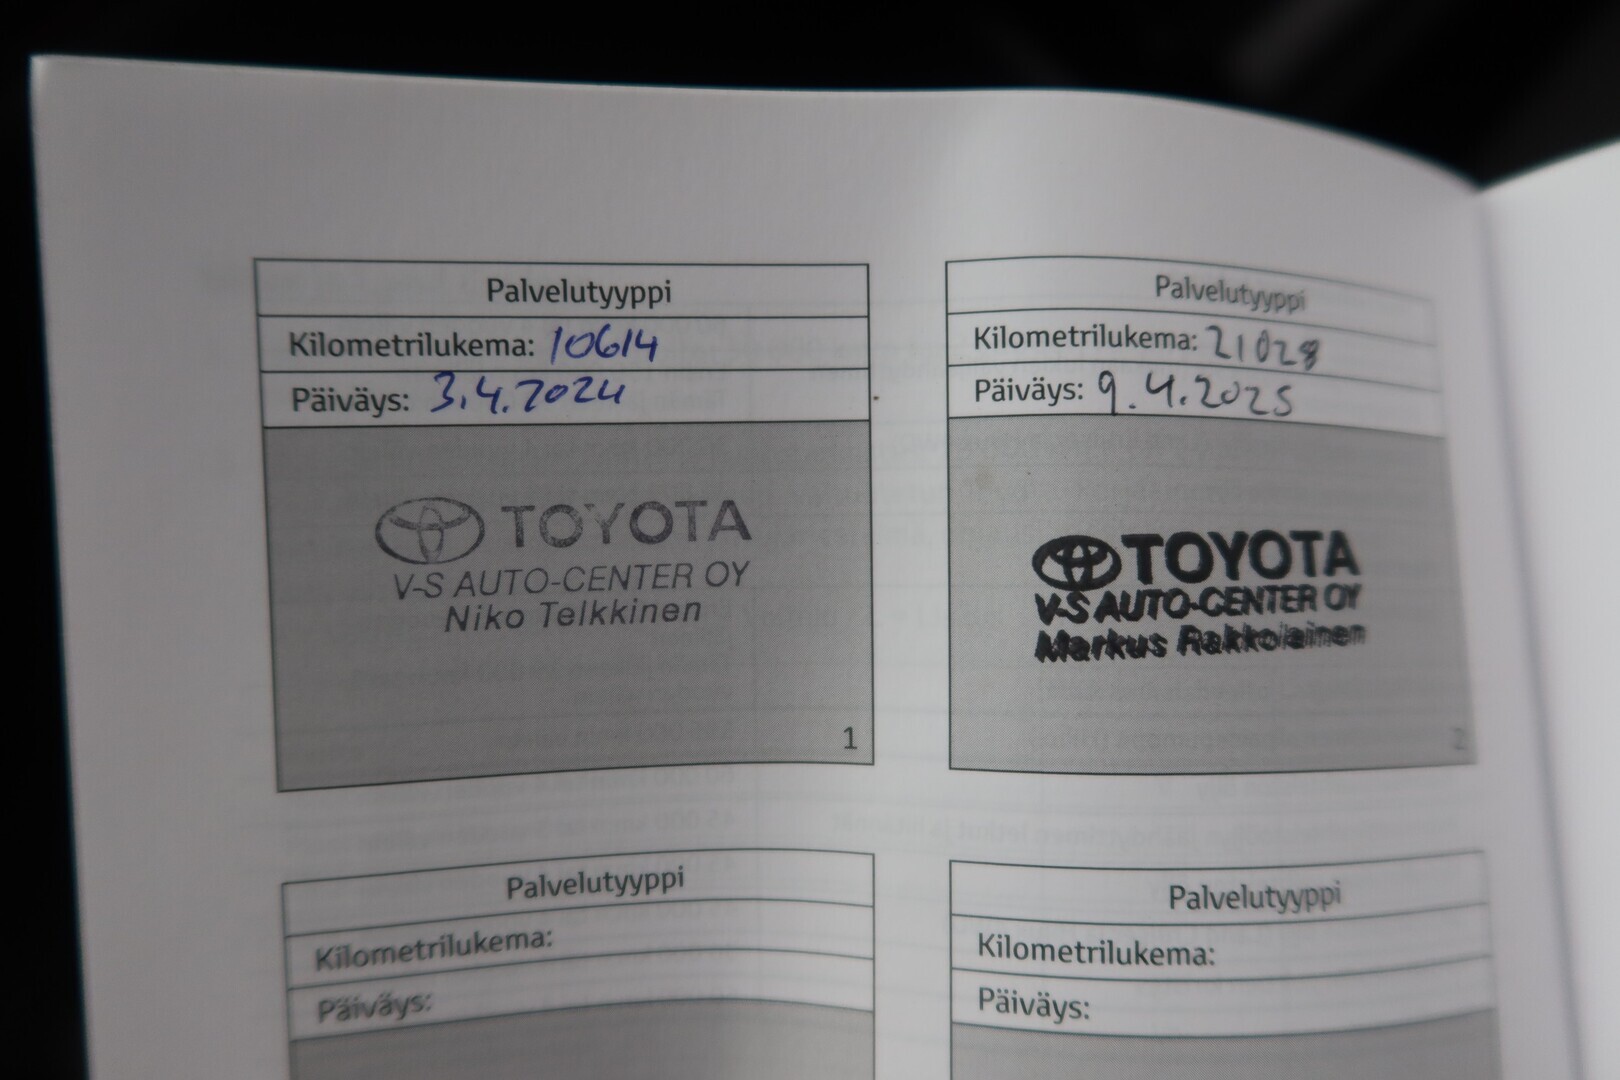 Palvelutyyppi
Kilometrilukema: 10614
Päiväys: 3.4.2024
TOYOTA
V-S AUTO-CENTER OY
Niko Telkkinen
1
Palvelutyyppi
Kilometrilukema: 21028
Päiväys: 9.4.2025
TOYOTA
V-S AUTO-CENTER OY
Markus Rakkolainen
2
Palvelutyyppi
Kilometrilukema:
Päiväys:
Palvelutyyppi
Kilometrilukema:
Päiväys: